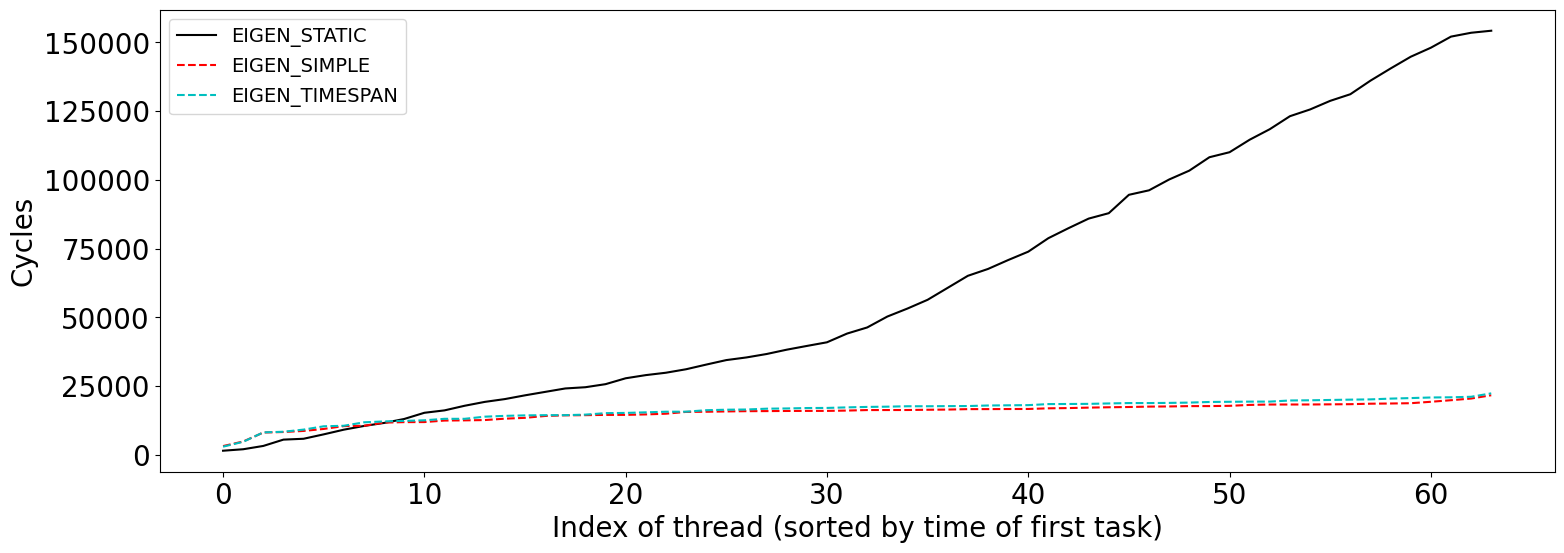 EIGEN_STATIC
EIGEN_SIMPLE
EIGEN_TIMESPAN
Cycles
150000
125000
100000
75000
50000
25000
0
0 10 20 30 40 50 60
Index of thread (sorted by time of first task)